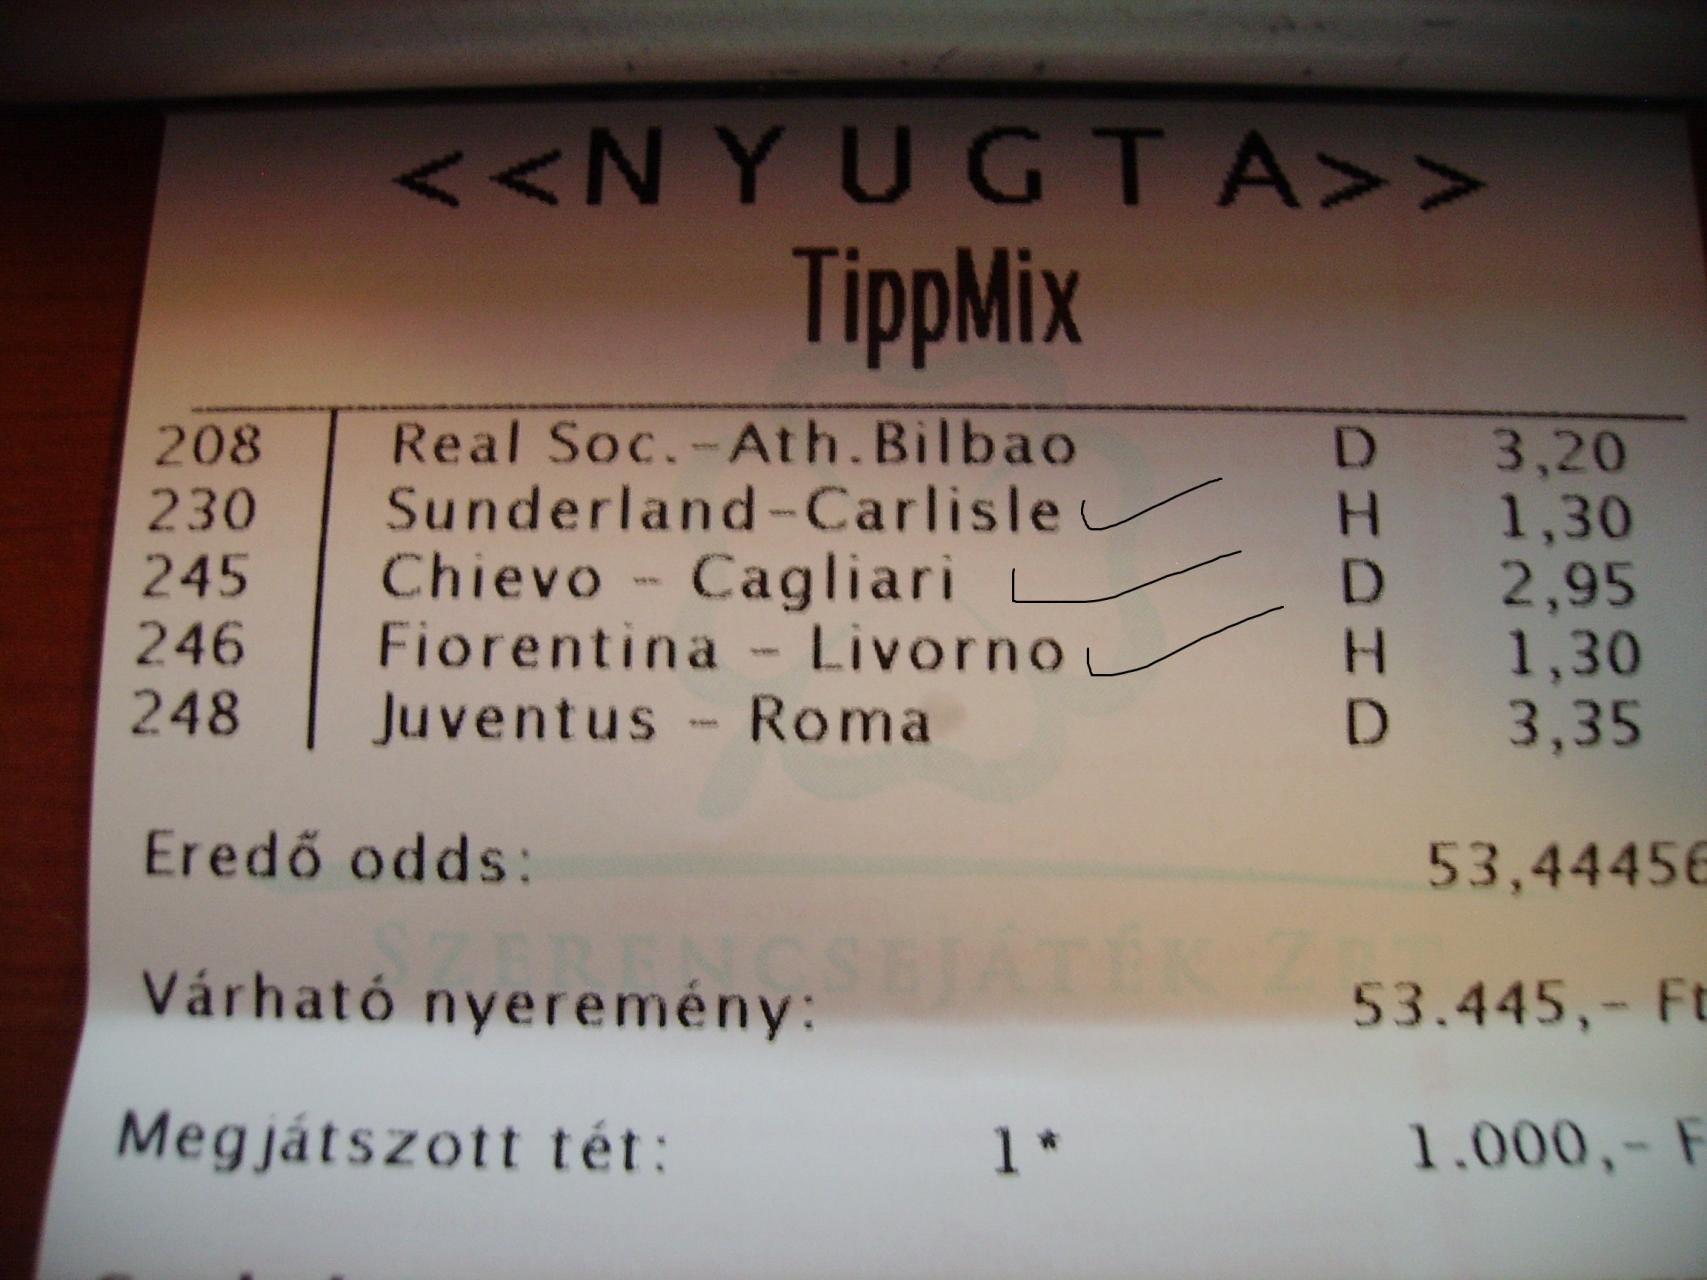 <<NYUGTA>>
TippMix
208 Real Soc.-Ath.Bilbao D 3,20
230 Sunderland-Carlisle H 1,30
245 Chievo - Cagliari D 2,95
246 Fiorentina - Livorno H 1,30
248 Juventus - Roma D 3,35
Eredő odds: 53,44456
SZERENCSEJÁTÉK ZRT
Várható nyeremény: 53.445,- Ft
Megjátszott tét: 1* 1.000,- F